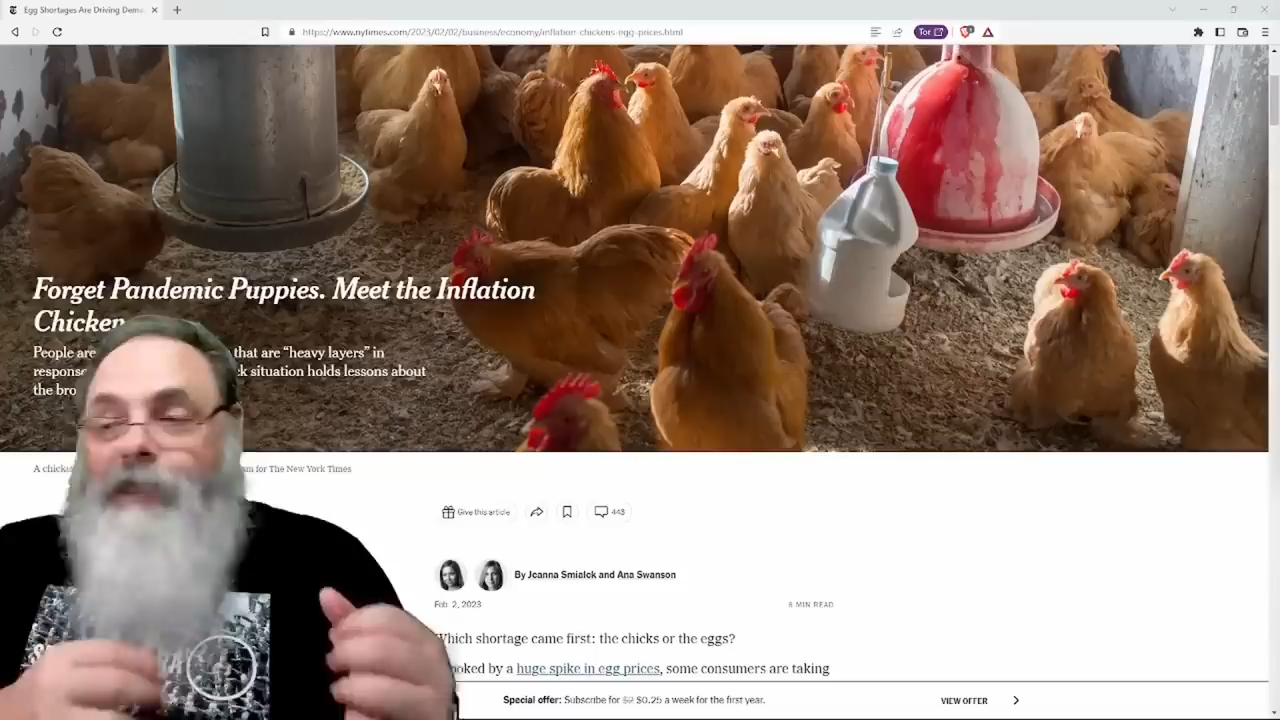 Egg Shortages Are Driving Dema
https://www.nytimes.com/2023/02/02/business/economy/inflation-chickens-egg-prices.html
Tor
Forget Pandemic Puppies. Meet the Inflation
Chicken
People are that are “heavy layers” in
situation holds lessons about
the bro
for The New York Times
Give this article
443
By Jeanna Smialek and Ana Swanson
Feb. 2, 2023
8 MIN READ
Which shortage came first: the chicks or the eggs?
by a huge spike in egg prices, some consumers are taking
Special offer: Subscribe for $2 $0.25 a week for the first year.
VIEW OFFER